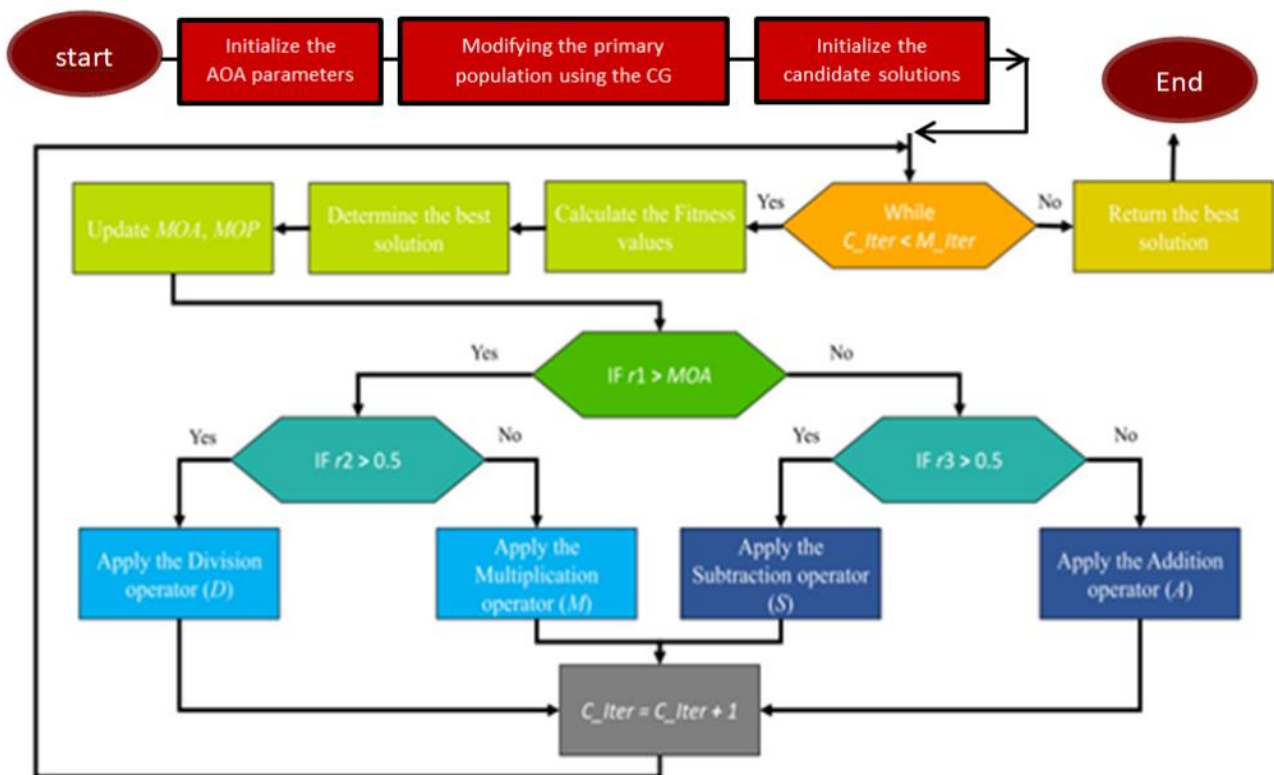 start
Initialize the
AOA parameters
Modifying the primary
population using the CG
Initialize the
candidate solutions
End
Update MOA, MOP
Determine the best
solution
Calculate the Fitness
values
Yes
While
C_Iter < M_Iter
No
Return the best
solution
Yes
IF r1 > MOA
No
Yes
IF r2 > 0.5
No
Yes
IF r3 > 0.5
No
Apply the Division
operator (D)
Apply the
Multiplication
operator (M)
Apply the
Subtraction operator
(S)
Apply the Addition
operator (A)
C_Iter = C_Iter + 1